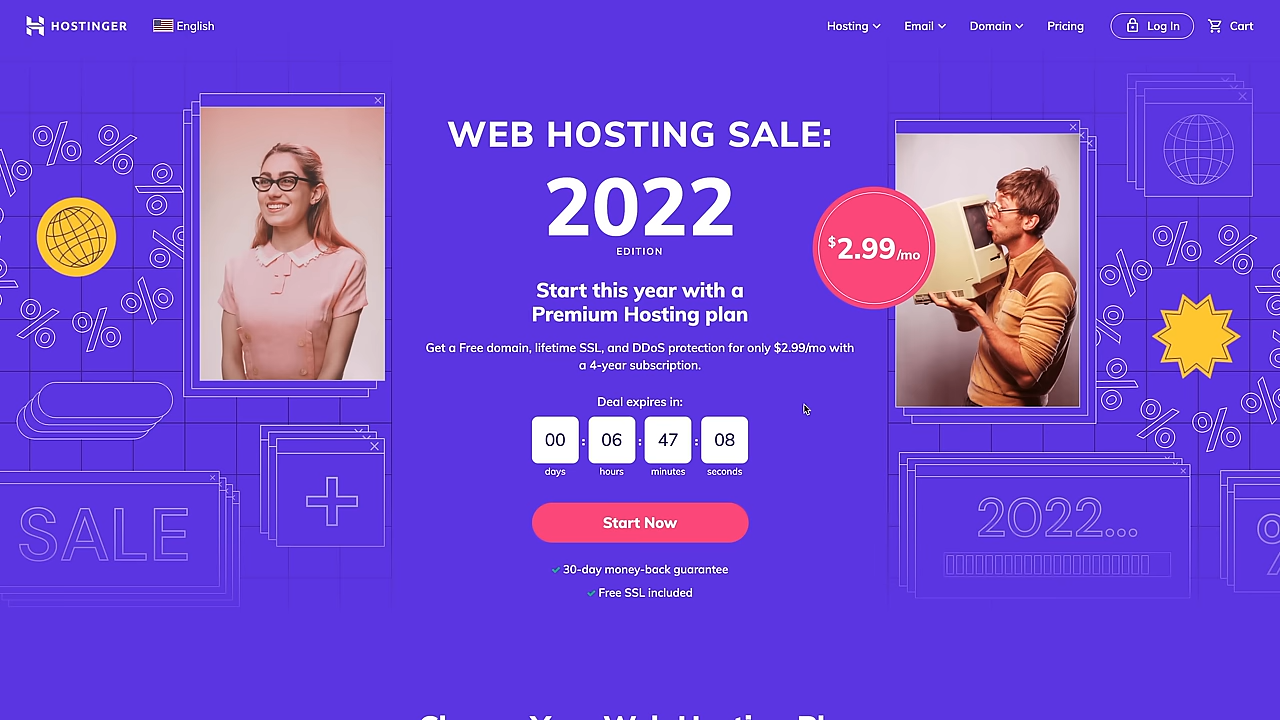 HOSTINGER
English
Hosting
Email
Domain
Pricing
Log In
Cart
WEB HOSTING SALE:
2022
EDITION
$2.99/mo
Start this year with a
Premium Hosting plan
Get a Free domain, lifetime SSL, and DDoS protection for only $2.99/mo with
a 4-year subscription.
Deal expires in:
00 : 06 : 47 : 08
days hours minutes seconds
SALE
2022...
Start Now
30-day money-back guarantee
Free SSL included